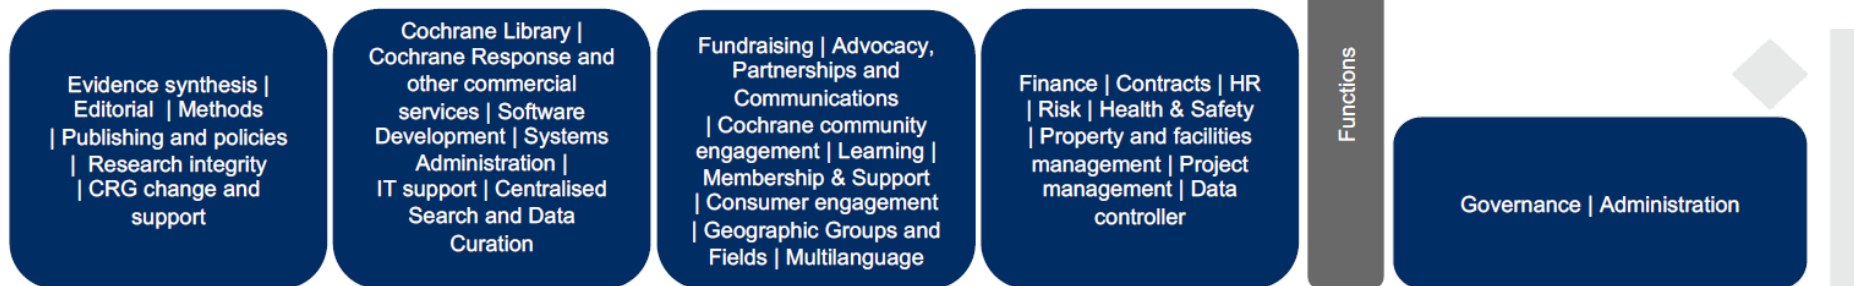 Evidence synthesis |
Editorial | Methods
| Publishing and policies
| Research integrity
| CRG change and
support
Cochrane Library |
Cochrane Response and
other commercial
services | Software
Development | Systems
Administration |
IT support | Centralised
Search and Data
Curation
Fundraising | Advocacy,
Partnerships and
Communications
| Cochrane community
engagement | Learning |
Membership & Support
| Consumer engagement
| Geographic Groups and
Fields | Multilanguage
Finance | Contracts | HR
| Risk | Health & Safety
| Property and facilities
management | Project
management | Data
controller
Functions
Governance | Administration